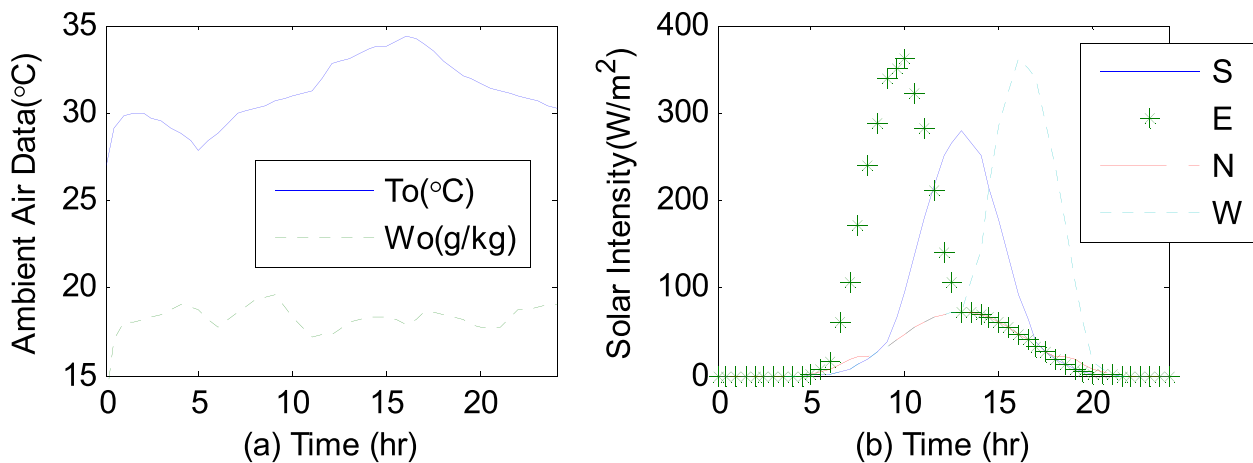 Ambient Air Data(°C)
35
30
25
20
15
To(°C)
Wo(g/kg)
0
5
10
15
20
(a) Time (hr)
Solar Intensity(W/m²)
400
300
200
100
0
S
E
N
W
0
5
10
15
20
(b) Time (hr)